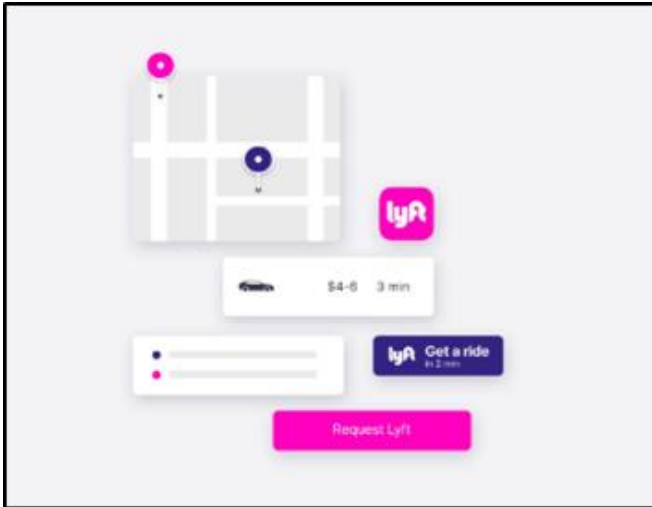 lyft
$4-6 3 min
lyft Get a ride
in 2 min
Request Lyft